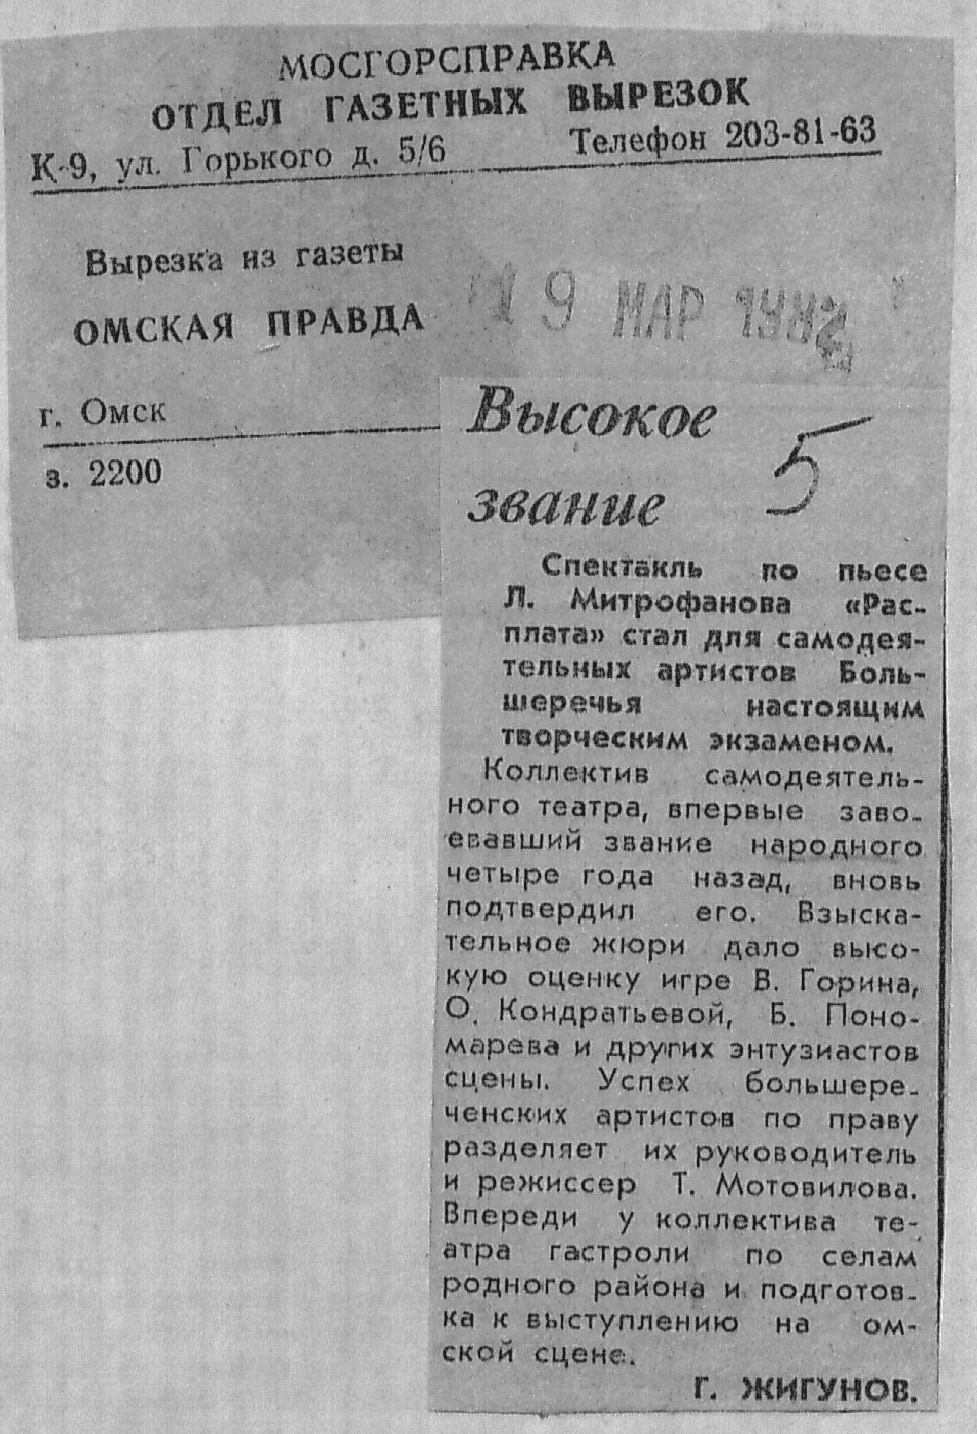 МОСГОРСПРАВКА
ОТДЕЛ ГАЗЕТНЫХ ВЫРЕЗОК
К-9, ул. Горького д. 5/6 Телефон 203-81-63
Вырезка из газеты
ОМСКАЯ ПРАВДА
19 МАР
г. Омск
з. 2200
Высокое
звание
5
Спектакль по пьесе
Л. Митрофанова «Рас-
плата» стал для самодея-
тельных артистов Боль-
шеречья настоящим
творческим экзаменом.
Коллектив самодеятель-
ного театра, впервые заво-
евавший звание народного
четыре года назад, вновь
подтвердил его. Взыска-
тельное жюри дало высо-
кую оценку игре В. Горина,
О. Кондратьевой, Б. Поно-
марева и других энтузиастов
сцены. Успех большере-
ченских артистов по праву
разделяет их руководитель
и режиссер Т. Мотовилова.
Впереди у коллектива те-
атра гастроли по селам
родного района и подготов-
ка к выступлению на ом-
ской сцене.
Г. ЖИГУНОВ.